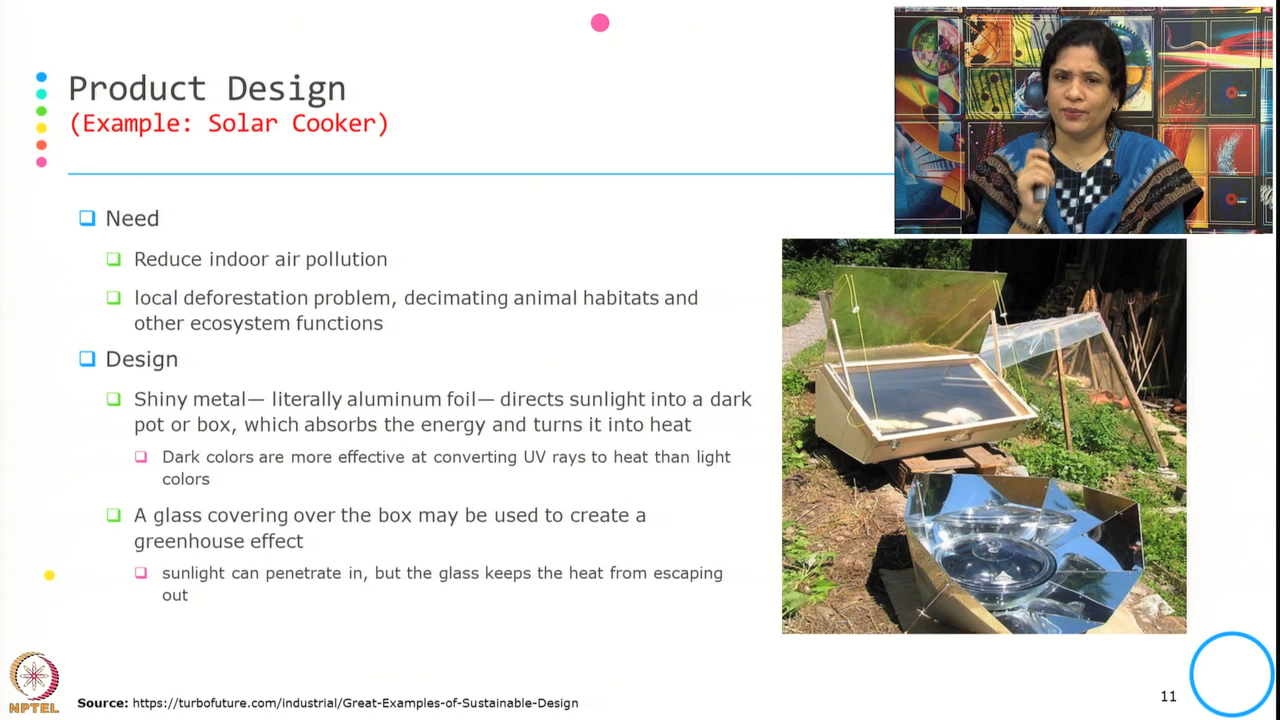 Product Design
(Example: Solar Cooker)
Need
Reduce indoor air pollution
local deforestation problem, decimating animal habitats and
other ecosystem functions
Design
Shiny metal— literally aluminum foil— directs sunlight into a dark
pot or box, which absorbs the energy and turns it into heat
Dark colors are more effective at converting UV rays to heat than light
colors
A glass covering over the box may be used to create a
greenhouse effect
sunlight can penetrate in, but the glass keeps the heat from escaping
out
NPTEL
Source: https://turbofuture.com/industrial/Great-Examples-of-Sustainable-Design
11